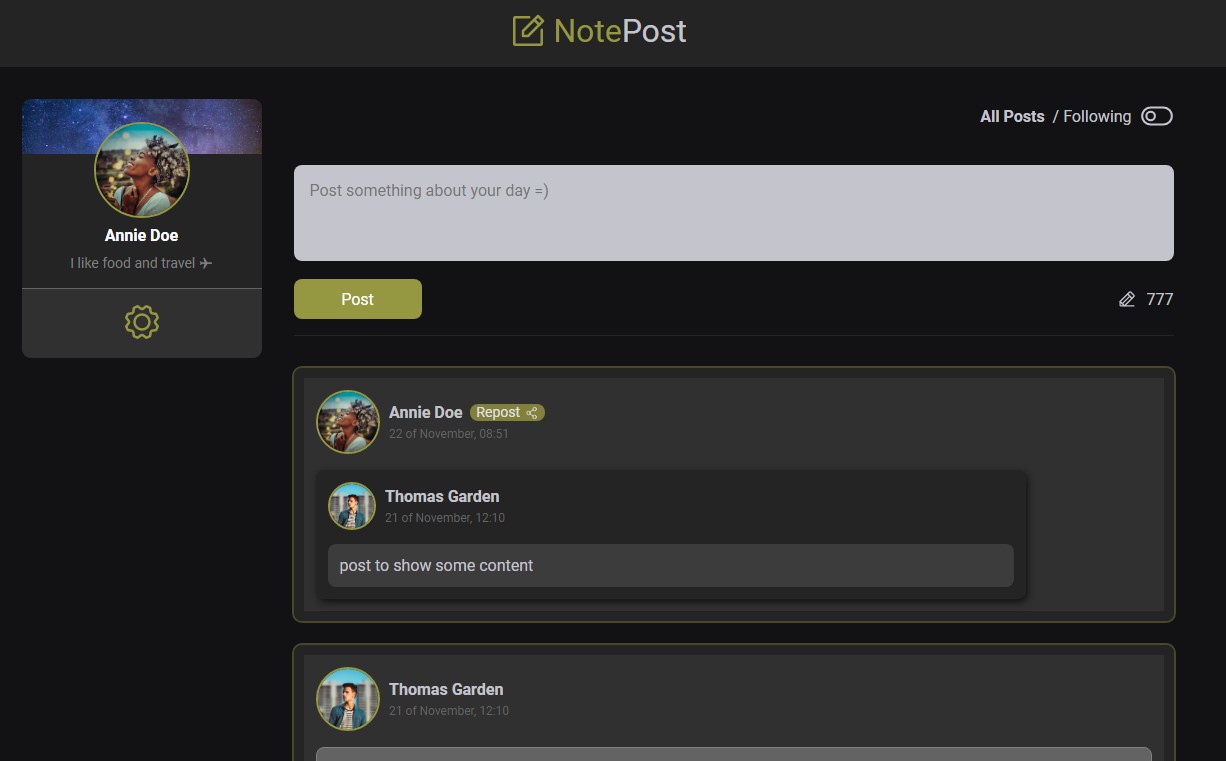 NotePost
Annie Doe
I like food and travel ✈
All Posts / Following
Post something about your day =)
Post
777
Annie Doe Repost
22 of November, 08:51
Thomas Garden
21 of November, 12:10
post to show some content
Thomas Garden
21 of November, 12:10